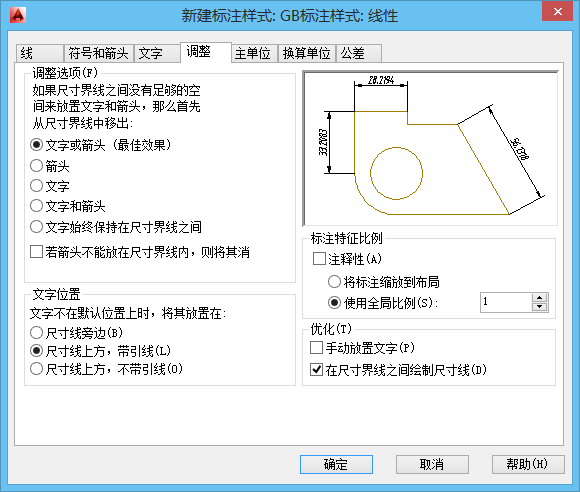 新建标注样式: GB标注样式: 线性
线
符号和箭头
文字
调整
主单位
换算单位
公差
调整选项(F)
如果尺寸界线之间没有足够的空
间来放置文字和箭头，那么首先
从尺寸界线中移出:
文字或箭头（最佳效果）
箭头
文字
文字和箭头
文字始终保持在尺寸界线之间
若箭头不能放在尺寸界线内，则将其消
文字位置
文字不在默认位置上时，将其放置在:
尺寸线旁边(B)
尺寸线上方，带引线(L)
尺寸线上方，不带引线(O)
28.2194
33.2983
标注特征比例
注释性(A)
将标注缩放到布局
使用全局比例(S):
1
优化(T)
手动放置文字(P)
在尺寸界线之间绘制尺寸线(D)
确定
取消
帮助(H)